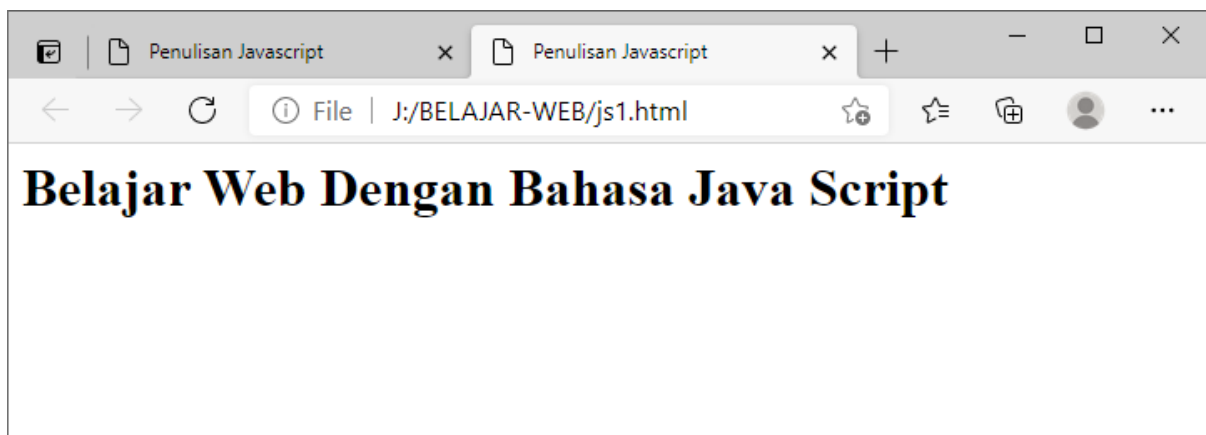 Penulisan Javascript Penulisan Javascript
File J:/BELAJAR-WEB/js1.html
Belajar Web Dengan Bahasa Java Script